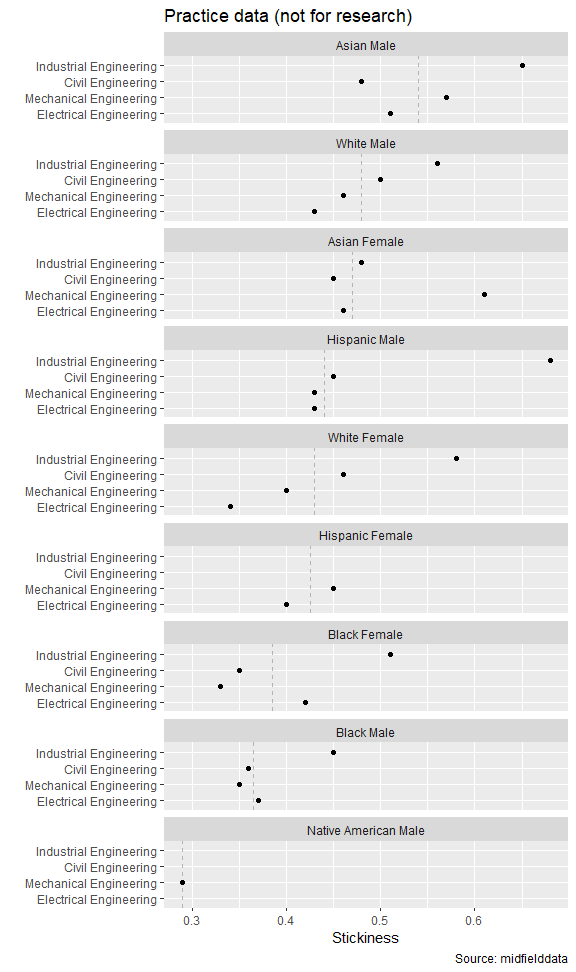 Practice data (not for research)
Asian Male
Industrial Engineering
Civil Engineering
Mechanical Engineering
Electrical Engineering
White Male
Industrial Engineering
Civil Engineering
Mechanical Engineering
Electrical Engineering
Asian Female
Industrial Engineering
Civil Engineering
Mechanical Engineering
Electrical Engineering
Hispanic Male
Industrial Engineering
Civil Engineering
Mechanical Engineering
Electrical Engineering
White Female
Industrial Engineering
Civil Engineering
Mechanical Engineering
Electrical Engineering
Hispanic Female
Industrial Engineering
Civil Engineering
Mechanical Engineering
Electrical Engineering
Black Female
Industrial Engineering
Civil Engineering
Mechanical Engineering
Electrical Engineering
Black Male
Industrial Engineering
Civil Engineering
Mechanical Engineering
Electrical Engineering
Native American Male
Industrial Engineering
Civil Engineering
Mechanical Engineering
Electrical Engineering
0.3 0.4 0.5 0.6
Stickiness
Source: midfielddata